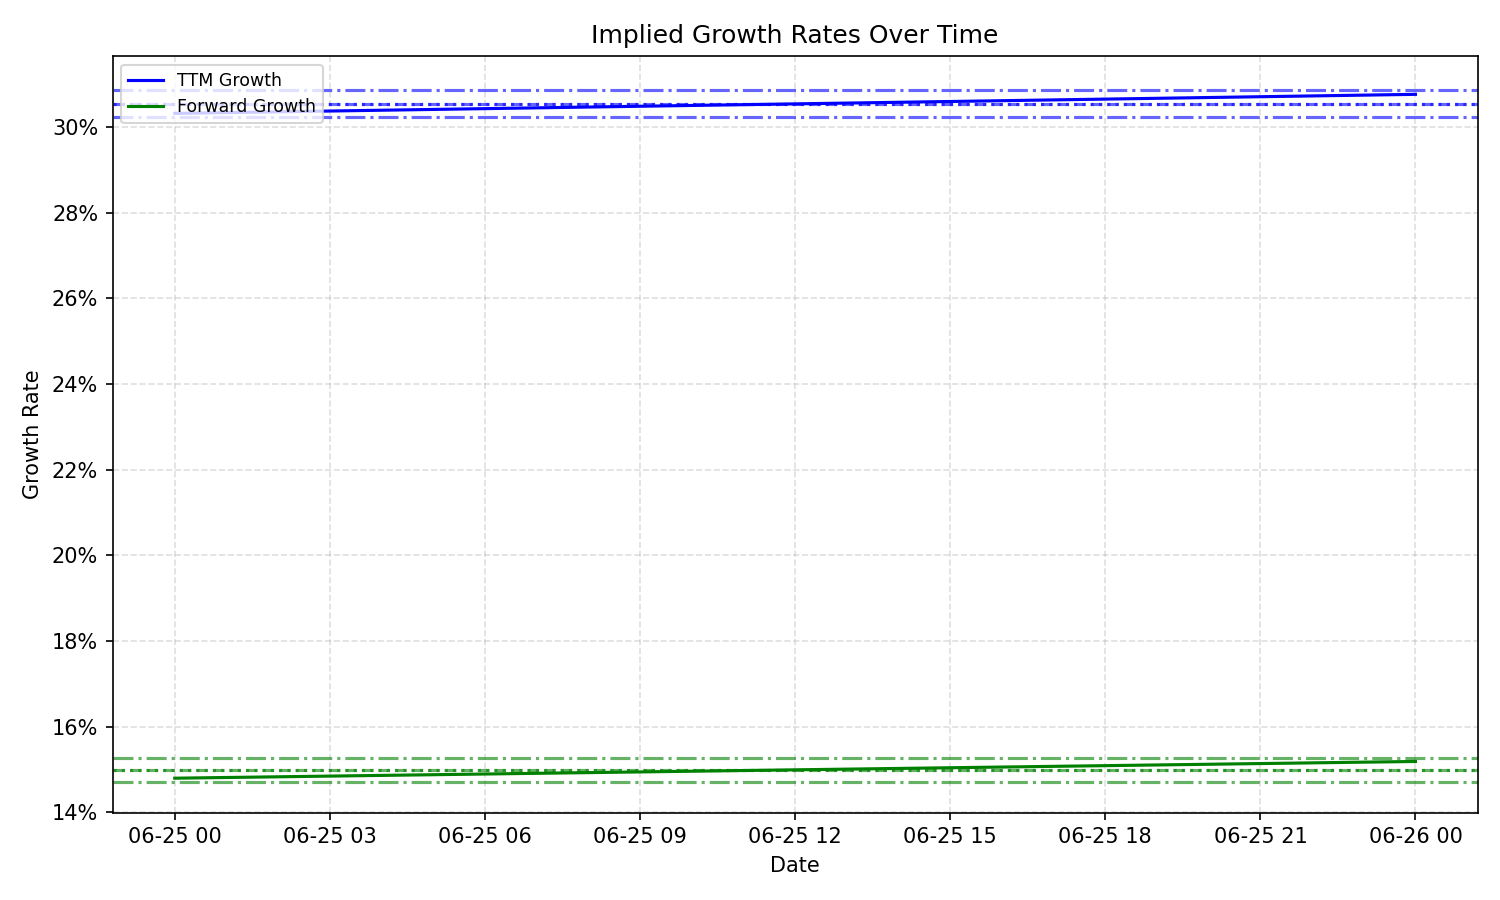 Implied Growth Rates Over Time
TTM Growth
Forward Growth
30%
28%
26%
24%
22%
20%
18%
16%
14%
Growth Rate
06-25 00 06-25 03 06-25 06 06-25 09 06-25 12 06-25 15 06-25 18 06-25 21 06-26 00
Date